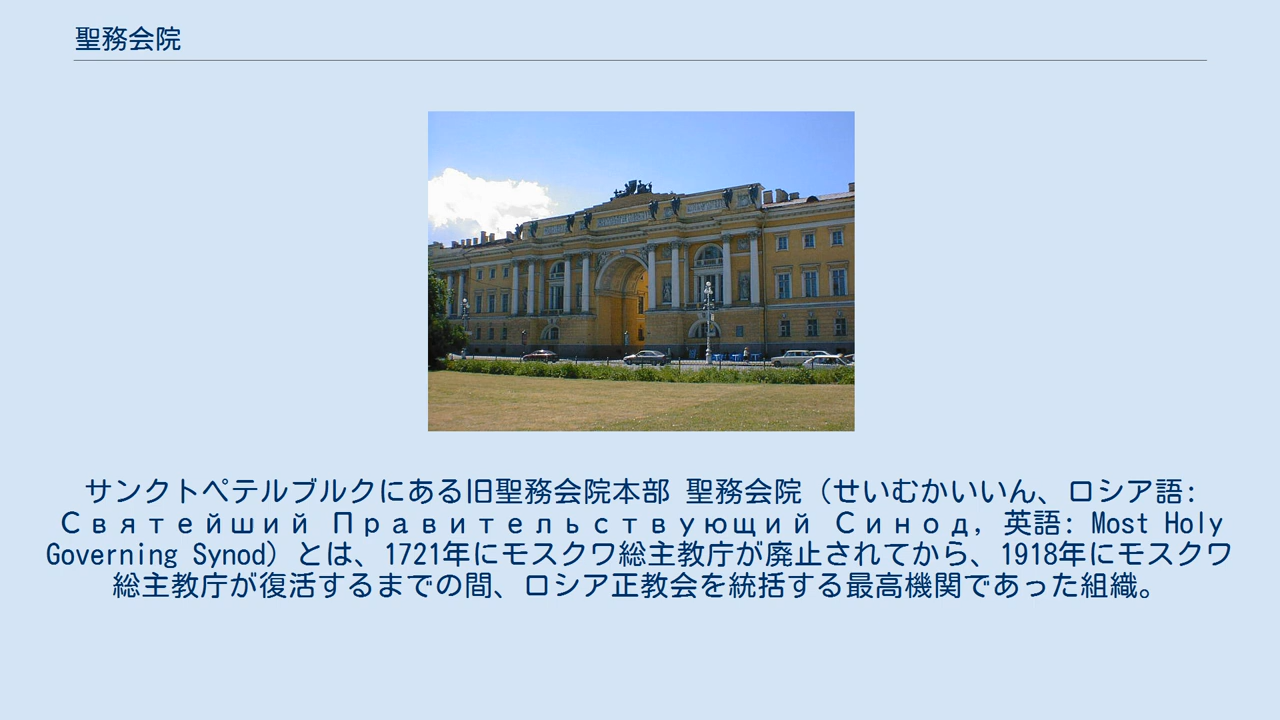 聖務会院
サンクトペテルブルクにある旧聖務会院本部 聖務会院（せいむかいいん、ロシア語:
Святейший Правительствующий Синод, 英語: Most Holy
Governing Synod）とは、1721年にモスクワ総主教庁が廃止されてから、1918年にモスクワ
総主教庁が復活するまでの間、ロシア正教会を統括する最高機関であった組織。